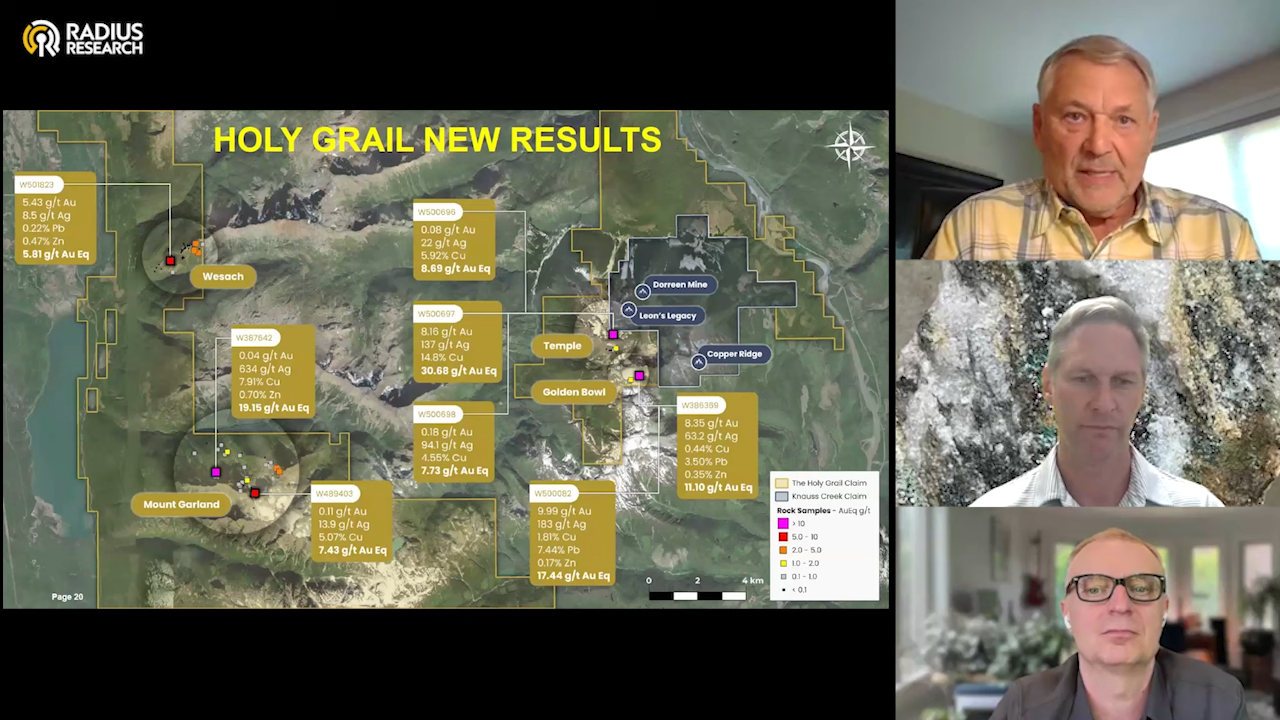 RADIUS
RESEARCH
HOLY GRAIL NEW RESULTS
W501823
5.43 g/t Au
8.5 g/t Ag
0.22% Pb
0.47% Zn
5.81 g/t Au Eq
Wesach
W387642
0.04 g/t Au
634 g/t Ag
7.91% Cu
0.70% Zn
19.15 g/t Au Eq
Mount Garland
W489403
0.11 g/t Au
13.9 g/t Ag
5.07% Cu
7.43 g/t Au Eq
W500696
0.08 g/t Au
22 g/t Ag
5.92% Cu
8.69 g/t Au Eq
W500697
8.16 g/t Au
137 g/t Ag
14.8% Cu
30.68 g/t Au Eq
W500698
0.18 g/t Au
94.1 g/t Ag
4.55% Cu
7.73 g/t Au Eq
Temple
Golden Bowl
Dorreen Mine
Leon's Legacy
Copper Ridge
W500082
9.99 g/t Au
183 g/t Ag
1.81% Cu
7.44% Pb
0.17% Zn
17.44 g/t Au Eq
W386369
8.35 g/t Au
63.2 g/t Ag
0.44% Cu
3.50% Pb
0.35% Zn
11.10 g/t Au Eq
The Holy Grail Claim
Knauss Creek Claim
Rock Samples - AuEq g/t
> 10
5.0 - 10
2.0 - 5.0
1.0 - 2.0
0.1 - 1.0
< 0.1
0 2 4 km
Page 20